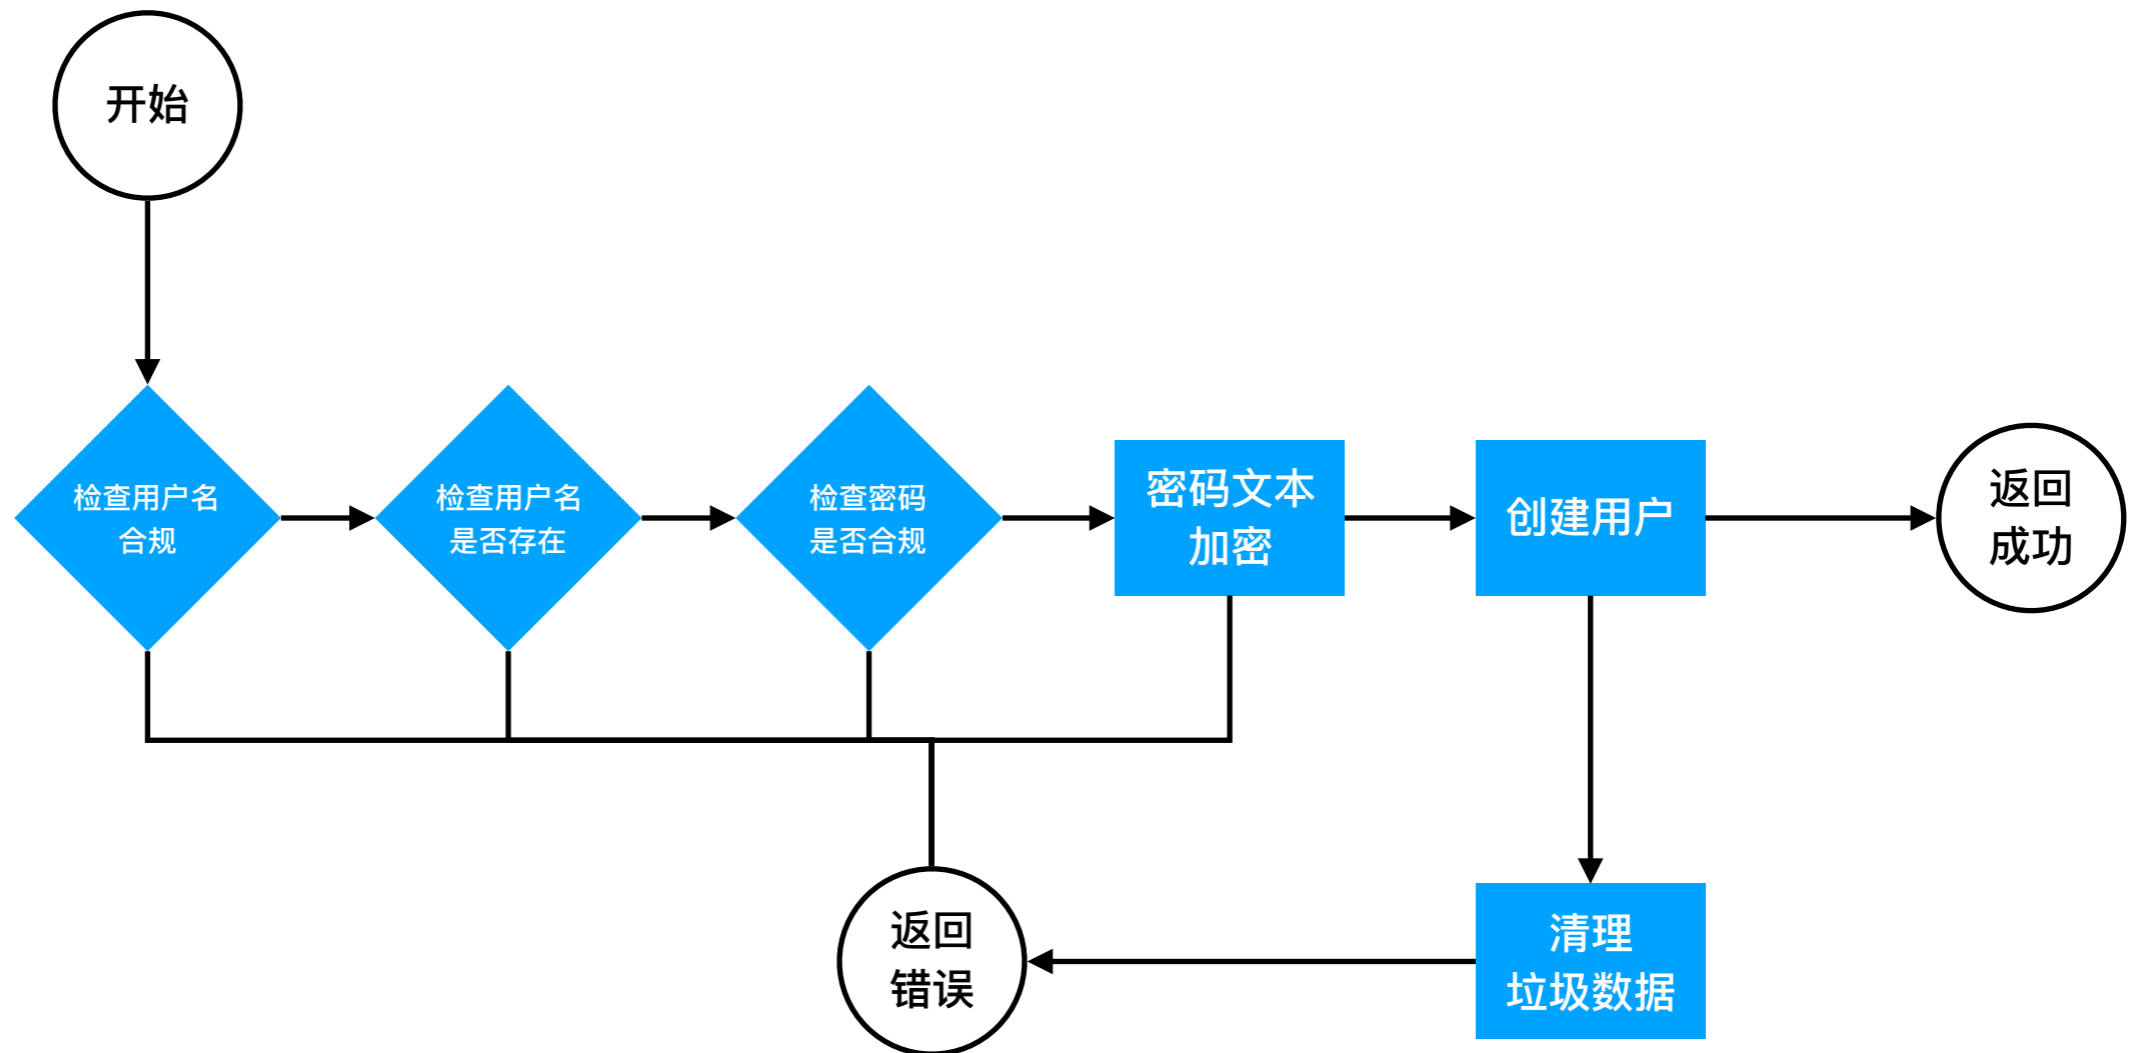 开始
检查用户名
合规
检查用户名
是否存在
检查密码
是否合规
密码文本
加密
创建用户
返回
成功
返回
错误
清理
垃圾数据